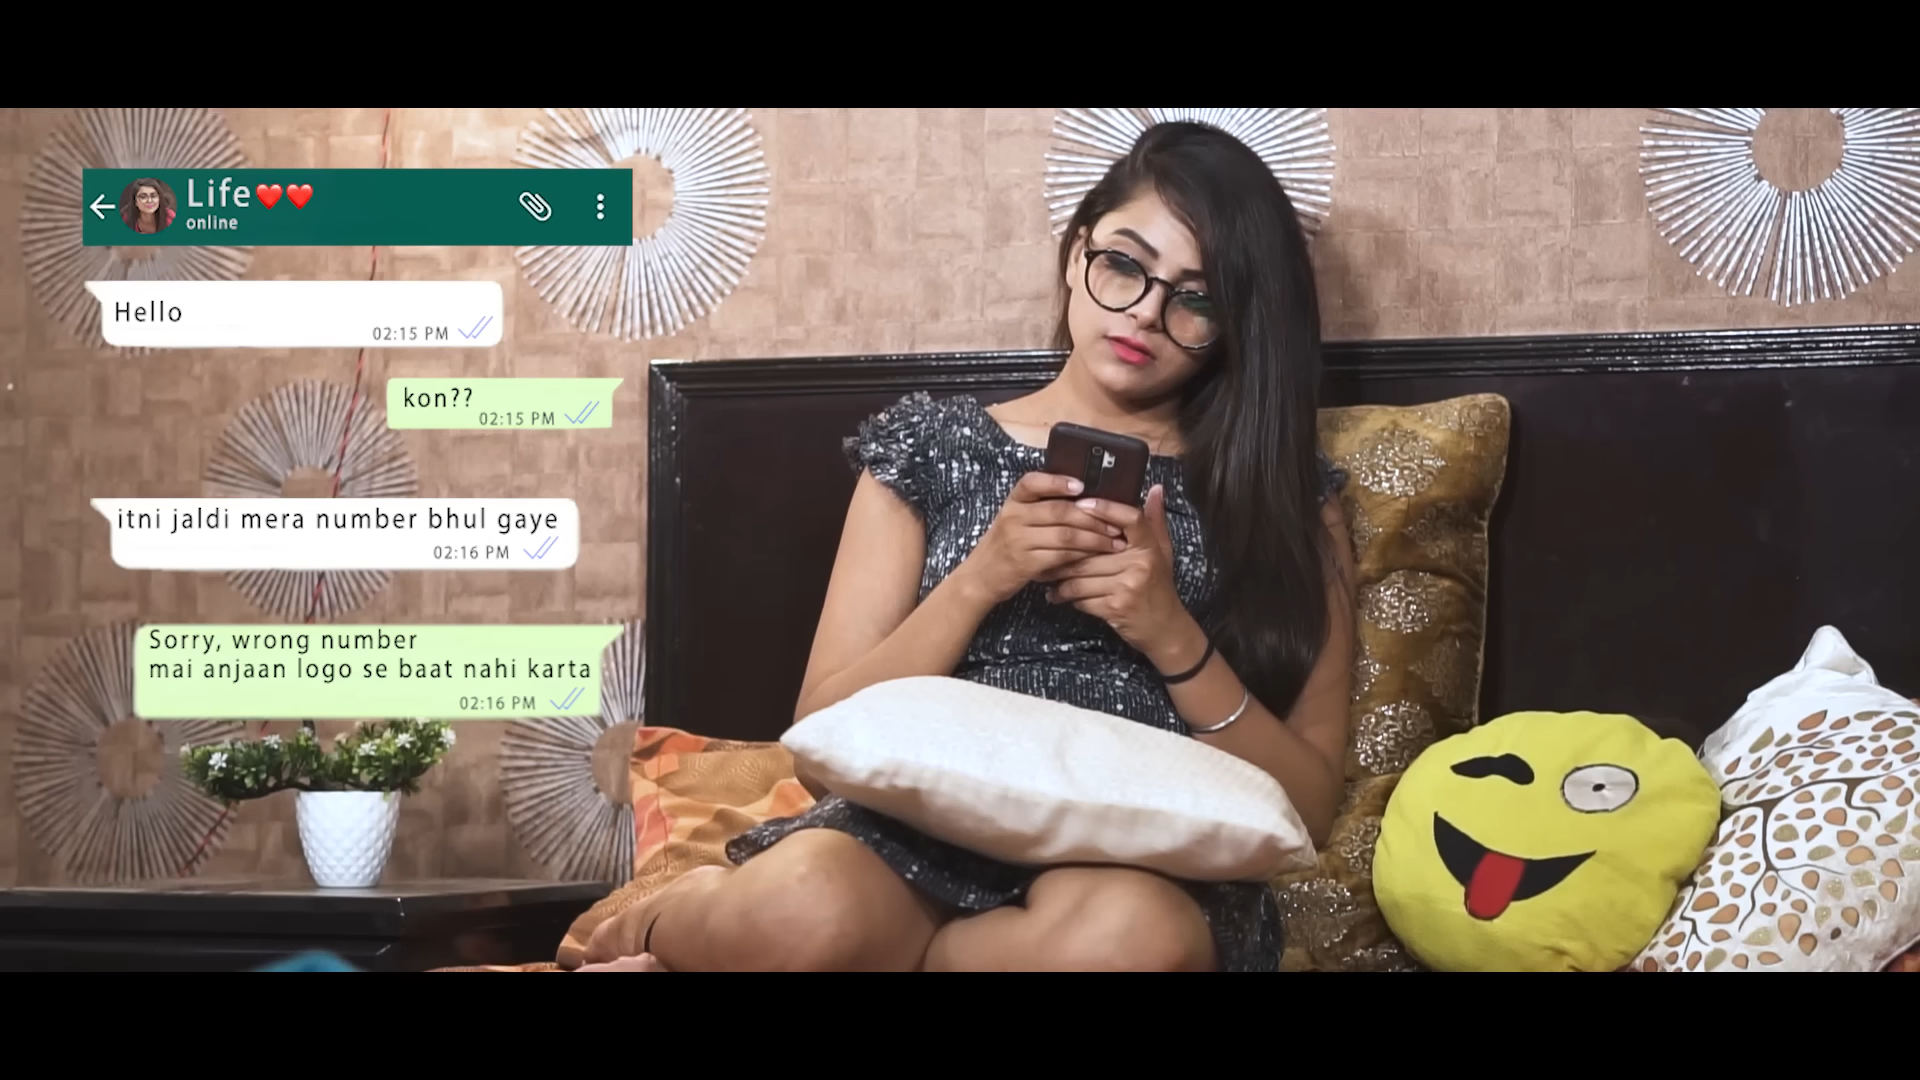 Life❤️❤️
online
Hello
02:15 PM
kon??
02:15 PM
itni jaldi mera number bhul gaye
02:16 PM
Sorry, wrong number
mai anjaan logo se baat nahi karta
02:16 PM